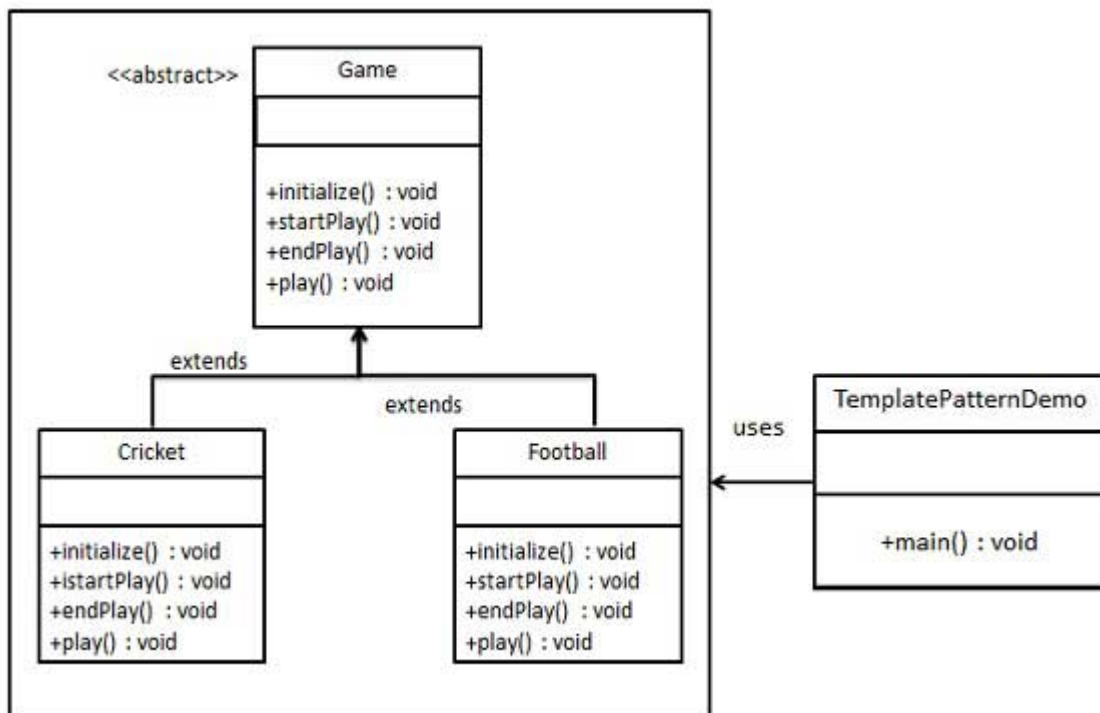 <<abstract>>
Game
+initialize() : void
+startPlay() : void
+endPlay() : void
+play() : void
extends
extends
Cricket
+initialize() : void
+istartPlay() : void
+endPlay() : void
+play() : void
Football
+initialize() : void
+startPlay() : void
+endPlay() : void
+play() : void
uses
TemplatePatternDemo
+main() : void